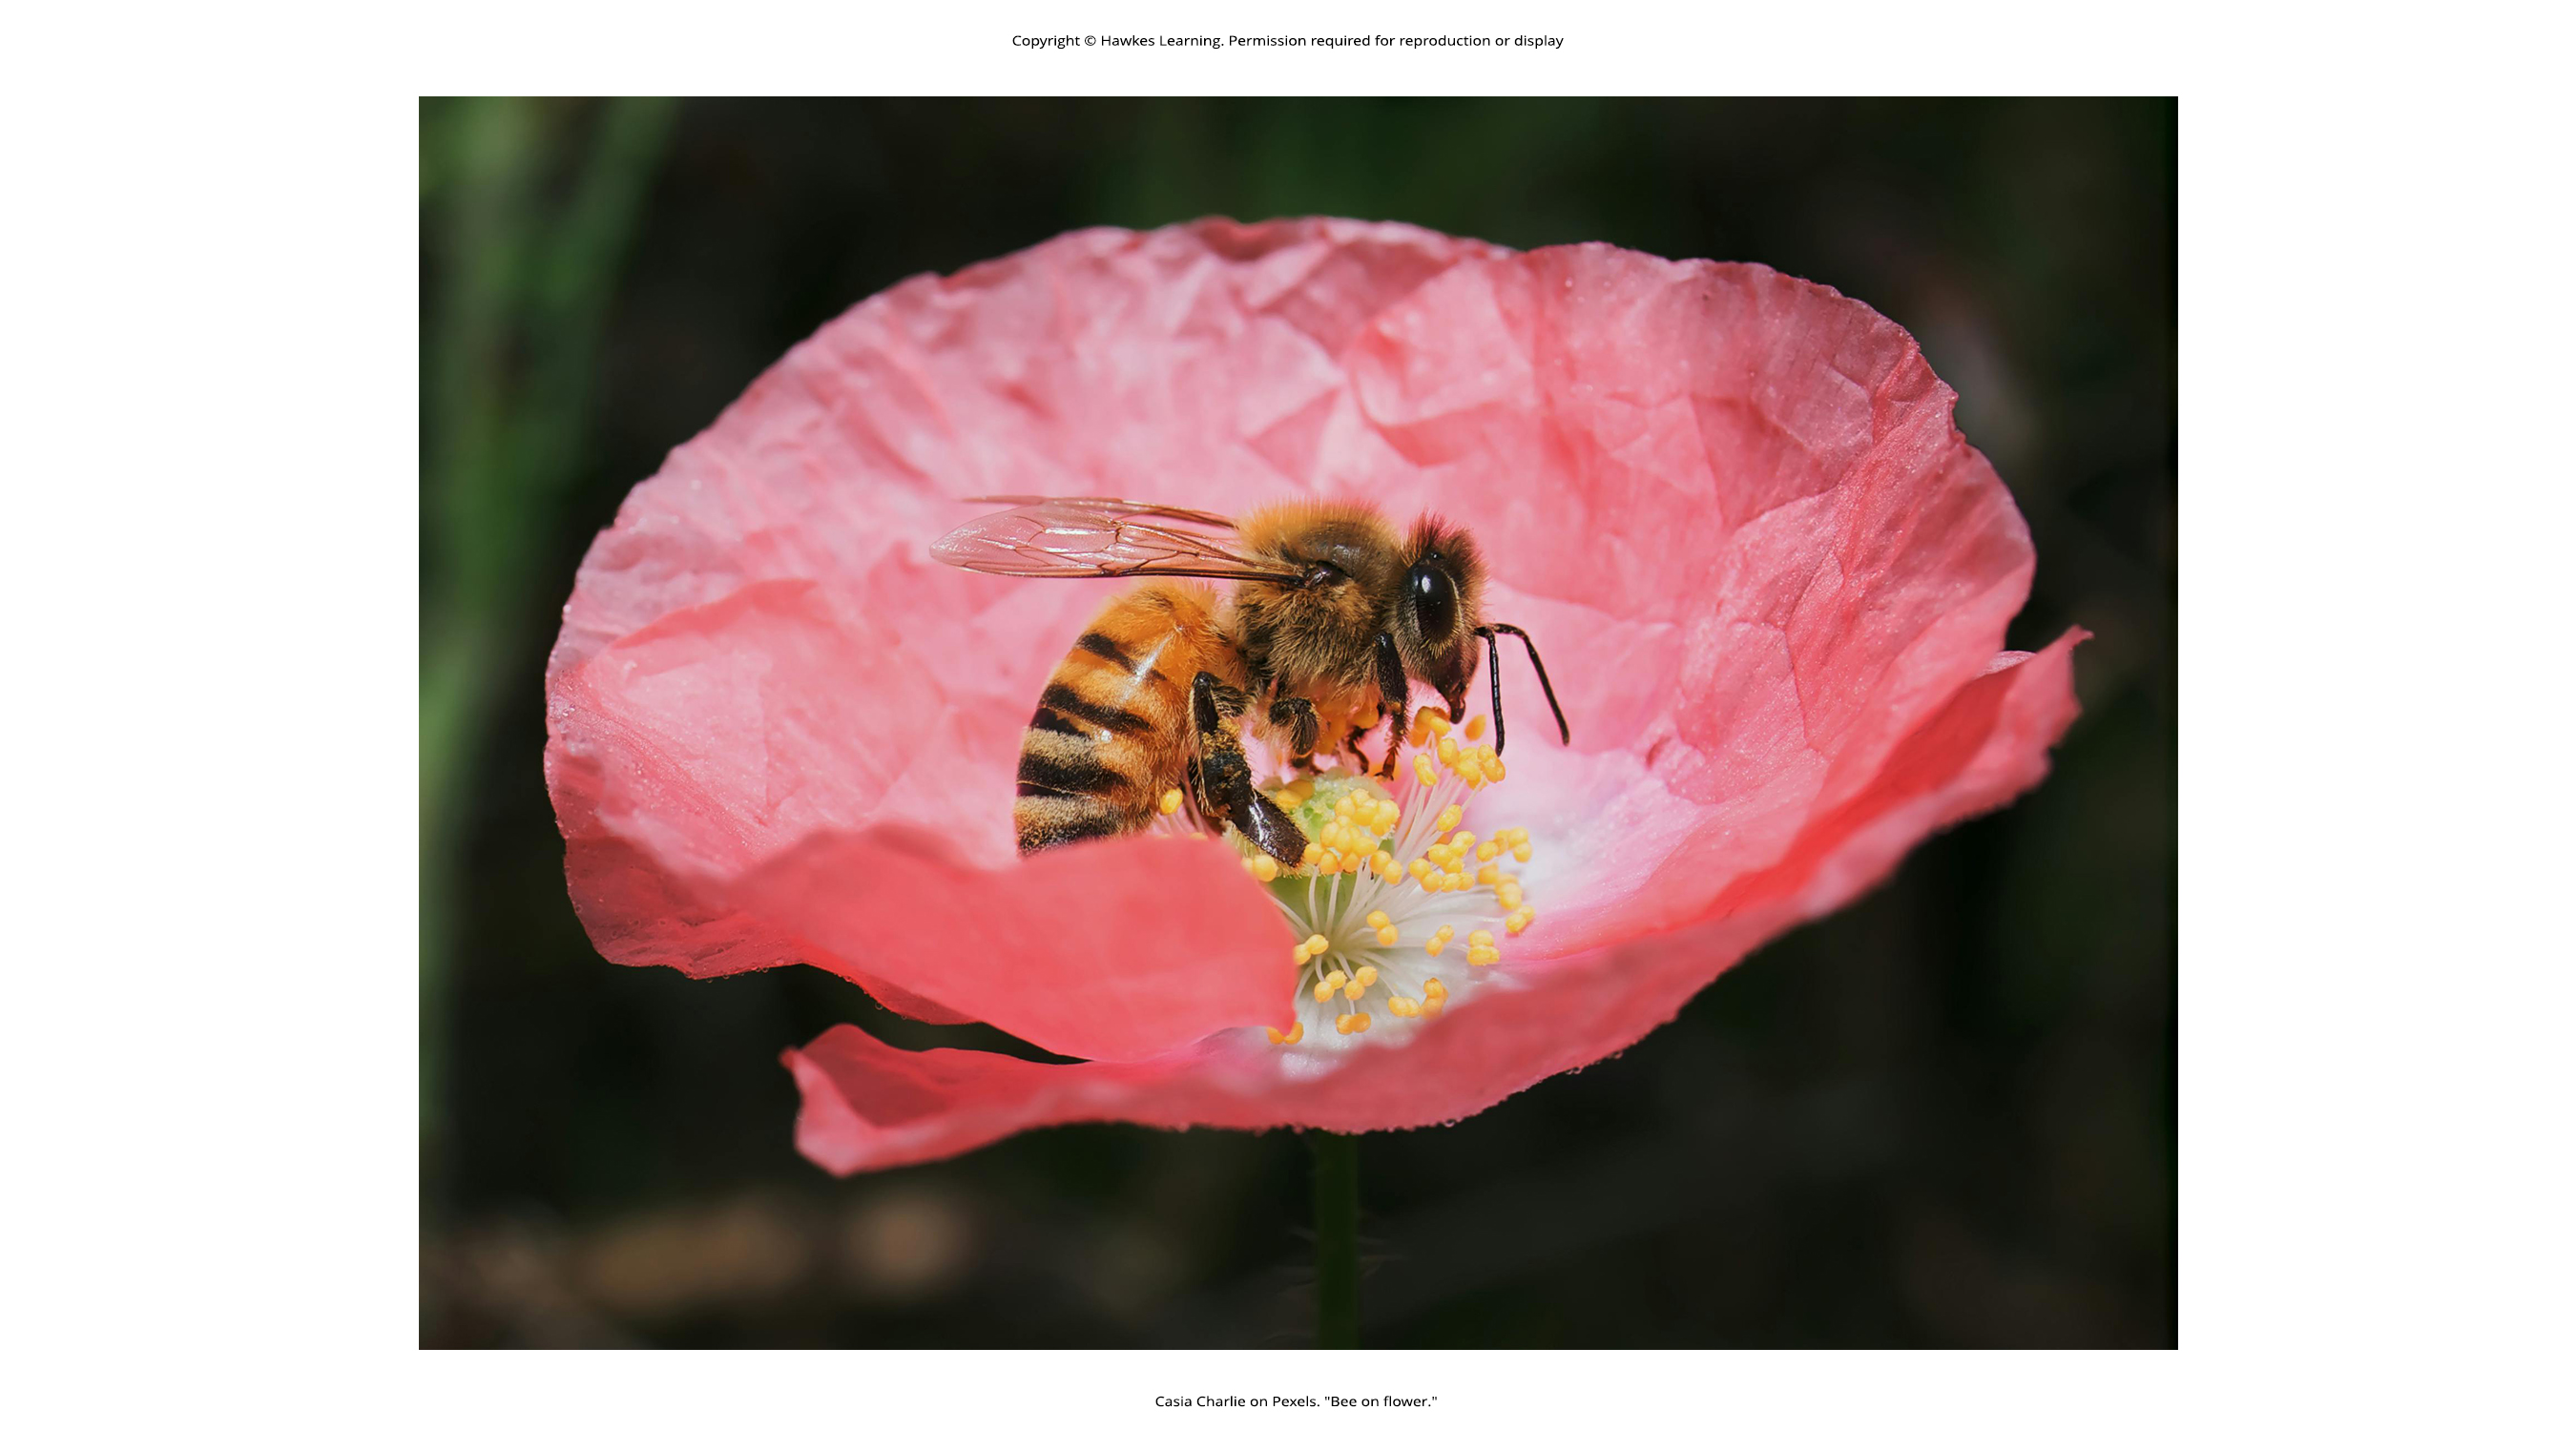 Copyright © Hawkes Learning. Permission required for reproduction or display
Casia Charlie on Pexels. "Bee on flower."